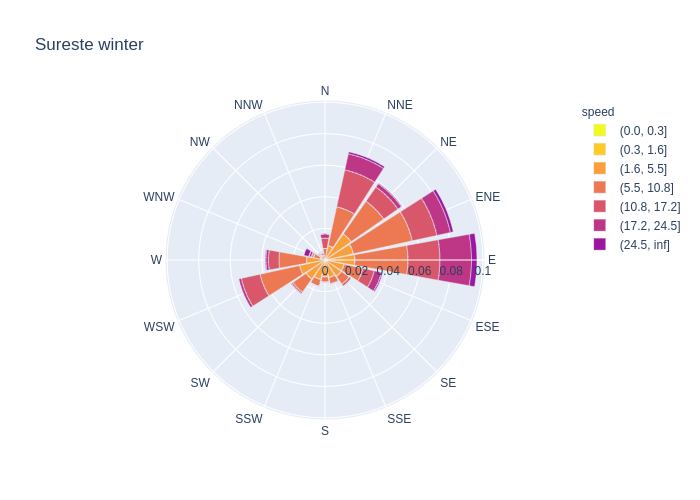 Sureste winter
N
NNW
NNE
NW
NE
WNW
ENE
W
E
0
0.02
0.04
0.06
0.08
0.1
WSW
ESE
SW
SE
SSW
SSE
S
speed
(0.0, 0.3]
(0.3, 1.6]
(1.6, 5.5]
(5.5, 10.8]
(10.8, 17.2]
(17.2, 24.5]
(24.5, inf]